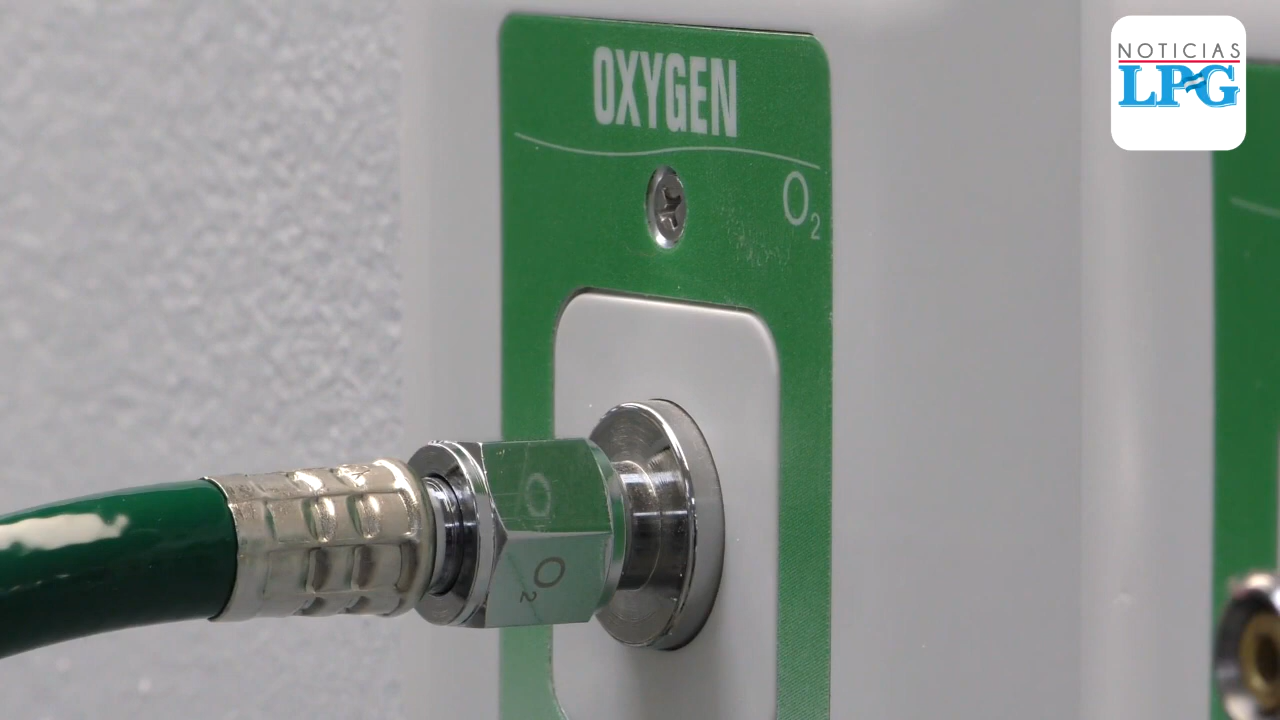 OXYGEN
O₂
O
O₂
NOTICIAS
LPG